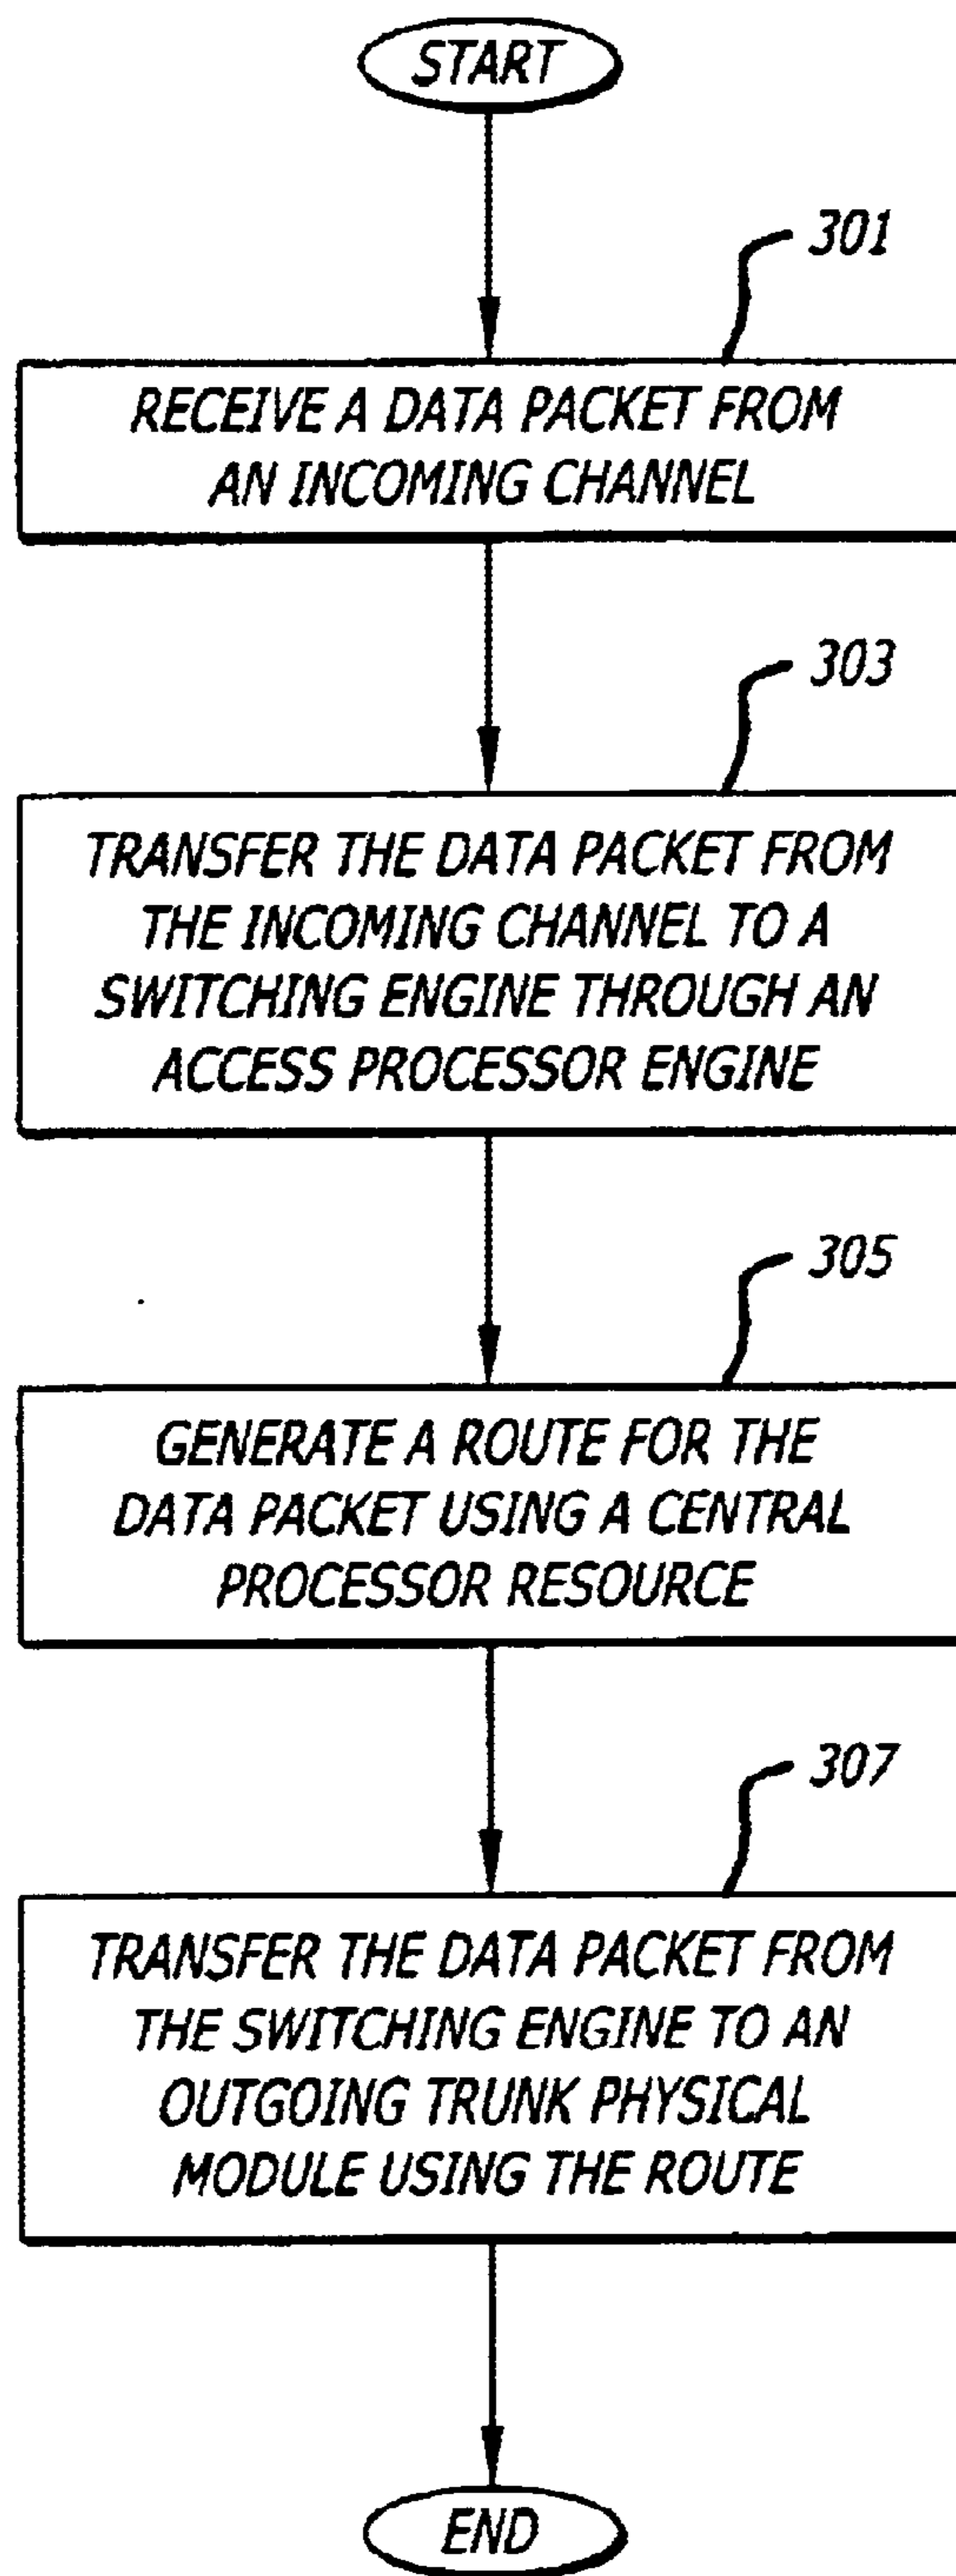 START
301
RECEIVE A DATA PACKET FROM
AN INCOMING CHANNEL
303
TRANSFER THE DATA PACKET FROM
THE INCOMING CHANNEL TO A
SWITCHING ENGINE THROUGH AN
ACCESS PROCESSOR ENGINE
305
GENERATE A ROUTE FOR THE
DATA PACKET USING A CENTRAL
PROCESSOR RESOURCE
307
TRANSFER THE DATA PACKET FROM
THE SWITCHING ENGINE TO AN
OUTGOING TRUNK PHYSICAL
MODULE USING THE ROUTE
END